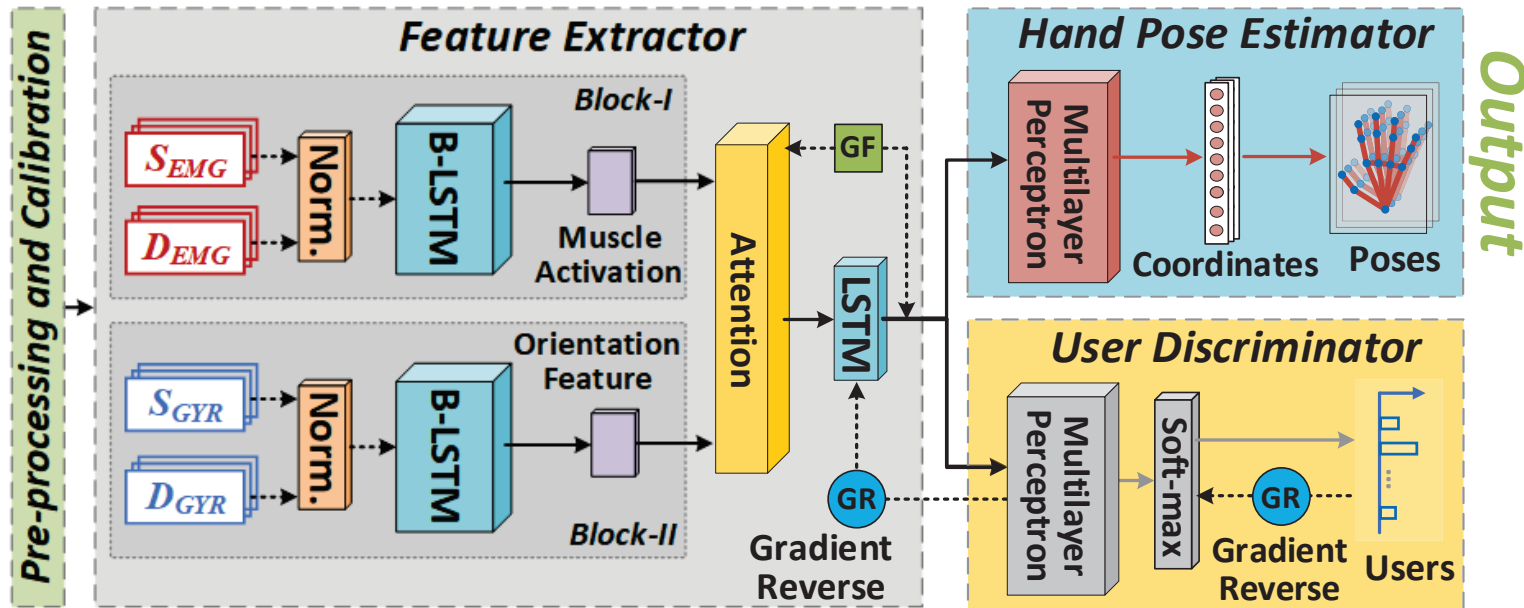 Pre-processing and Calibration
Feature Extractor
Block-I
S_EMG
D_EMG
Norm.
B-LSTM
Muscle
Activation
S_GYR
D_GYR
Norm.
B-LSTM
Orientation
Feature
Block-II
Attention
GF
LSTM
GR
Gradient
Reverse
Hand Pose Estimator
Multilayer
Perceptron
Coordinates
Poses
Output
User Discriminator
Multilayer
Perceptron
Soft-max
GR
Gradient
Reverse
...
Users